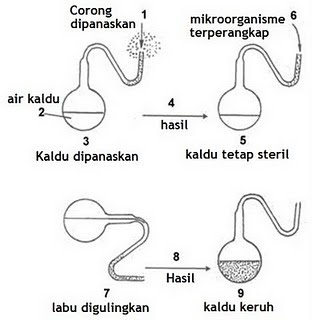 Corong
dipanaskan
1
mikroorganisme
terperangkap
6
air kaldu
2
4
hasil
3
Kaldu dipanaskan
5
kaldu tetap steril
7
labu digulingkan
8
Hasil
9
kaldu keruh